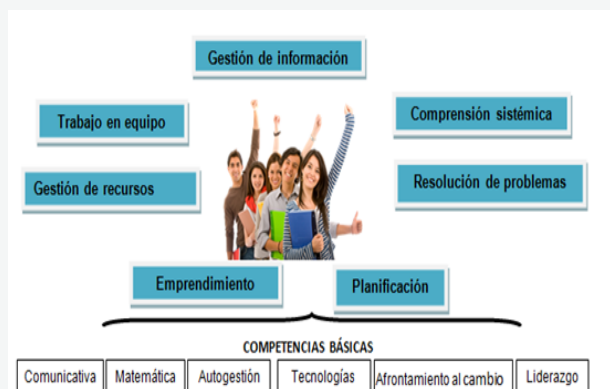 Gestión de información
Trabajo en equipo
Comprensión sistémica
Gestión de recursos
Resolución de problemas
Emprendimiento
Planificación
COMPETENCIAS BÁSICAS
Comunicativa
Matemática
Autogestión
Tecnologías
Afrontamiento al cambio
Liderazgo